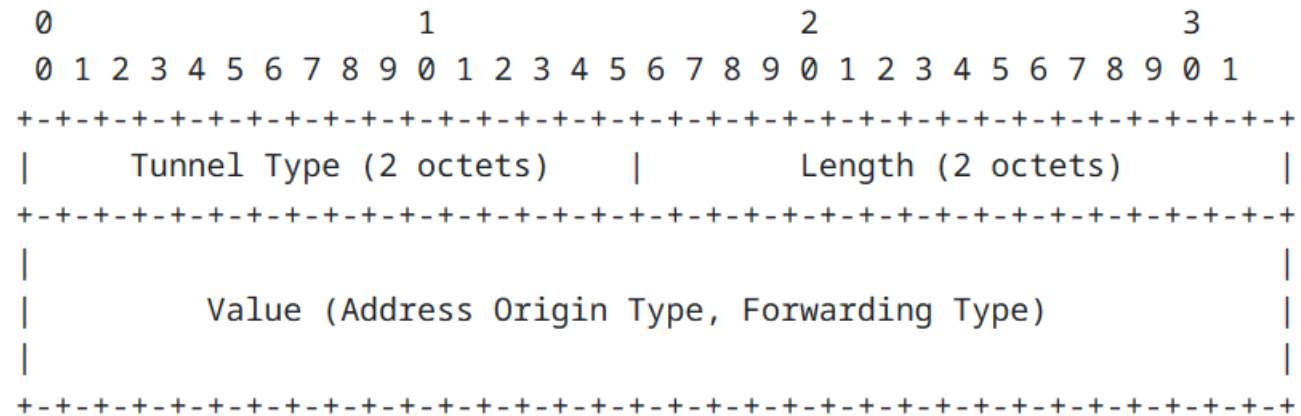 0                   1                   2                   3
0 1 2 3 4 5 6 7 8 9 0 1 2 3 4 5 6 7 8 9 0 1 2 3 4 5 6 7 8 9 0 1
+-+-+-+-+-+-+-+-+-+-+-+-+-+-+-+-+-+-+-+-+-+-+-+-+-+-+-+-+-+-+-+-+-+
|     Tunnel Type (2 octets)    |        Length (2 octets)        |
+-+-+-+-+-+-+-+-+-+-+-+-+-+-+-+-+-+-+-+-+-+-+-+-+-+-+-+-+-+-+-+-+-+
|                                                                 |
|         Value (Address Origin Type, Forwarding Type)            |
|                                                                 |
+-+-+-+-+-+-+-+-+-+-+-+-+-+-+-+-+-+-+-+-+-+-+-+-+-+-+-+-+-+-+-+-+-+